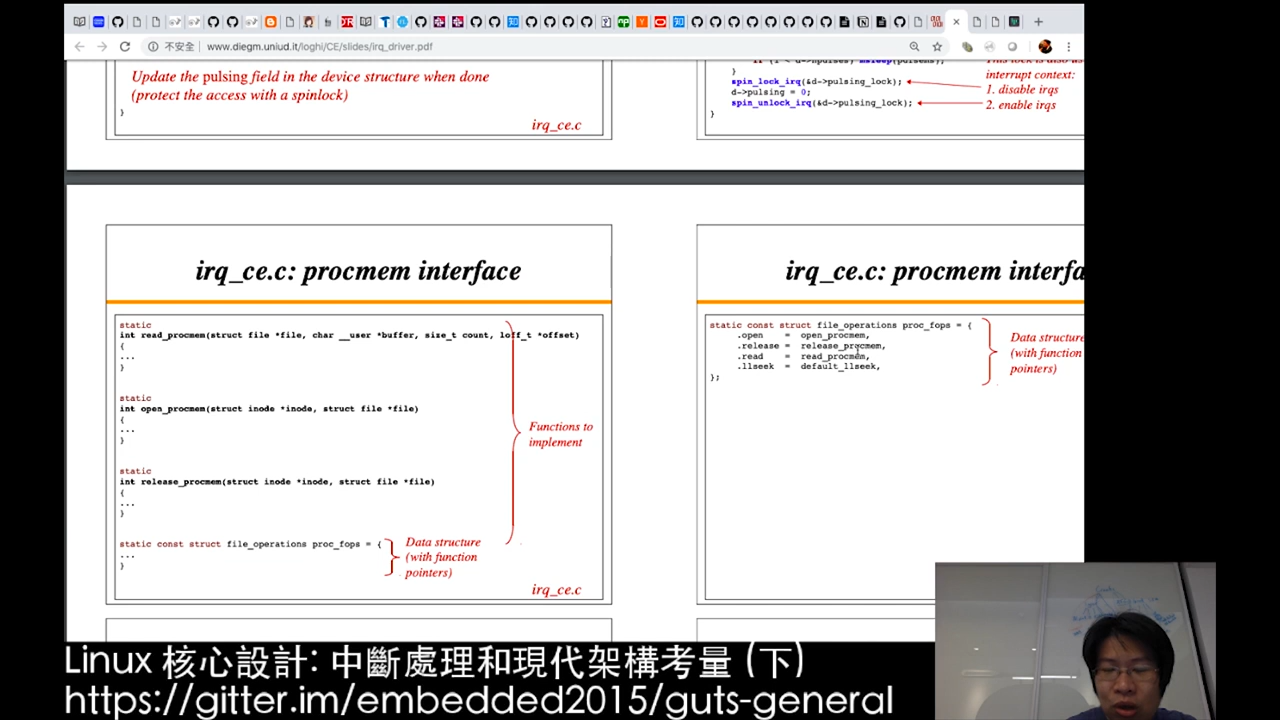 不安全 www.diegm.uniud.it/loghi/CE/slides/irq_driver.pdf
Update the pulsing field in the device structure when done
(protect the access with a spinlock)
}
irq_ce.c
}
spin_lock_irq(&d->pulsing_lock);
d->pulsing = 0;
spin_unlock_irq(&d->pulsing_lock);
}
interrupt context:
1. disable irqs
2. enable irqs
irq_ce.c: procmem interface
static
int read_procmem(struct file *file, char __user *buffer, size_t count, loff_t *offset)
{
...
}
static
int open_procmem(struct inode *inode, struct file *file)
{
...
}
static
int release_procmem(struct inode *inode, struct file *file)
{
...
}
static const struct file_operations proc_fops = {
...
}
Functions to
implement
Data structure
(with function
pointers)
irq_ce.c
irq_ce.c: procmem interfa
static const struct file_operations proc_fops = {
.open = open_procmem,
.release = release_procmem,
.read = read_procmem,
.llseek = default_llseek,
};
Data structure
(with function
pointers)
Linux 核心設計: 中斷處理和現代架構考量 (下)
https://gitter.im/embedded2015/guts-general